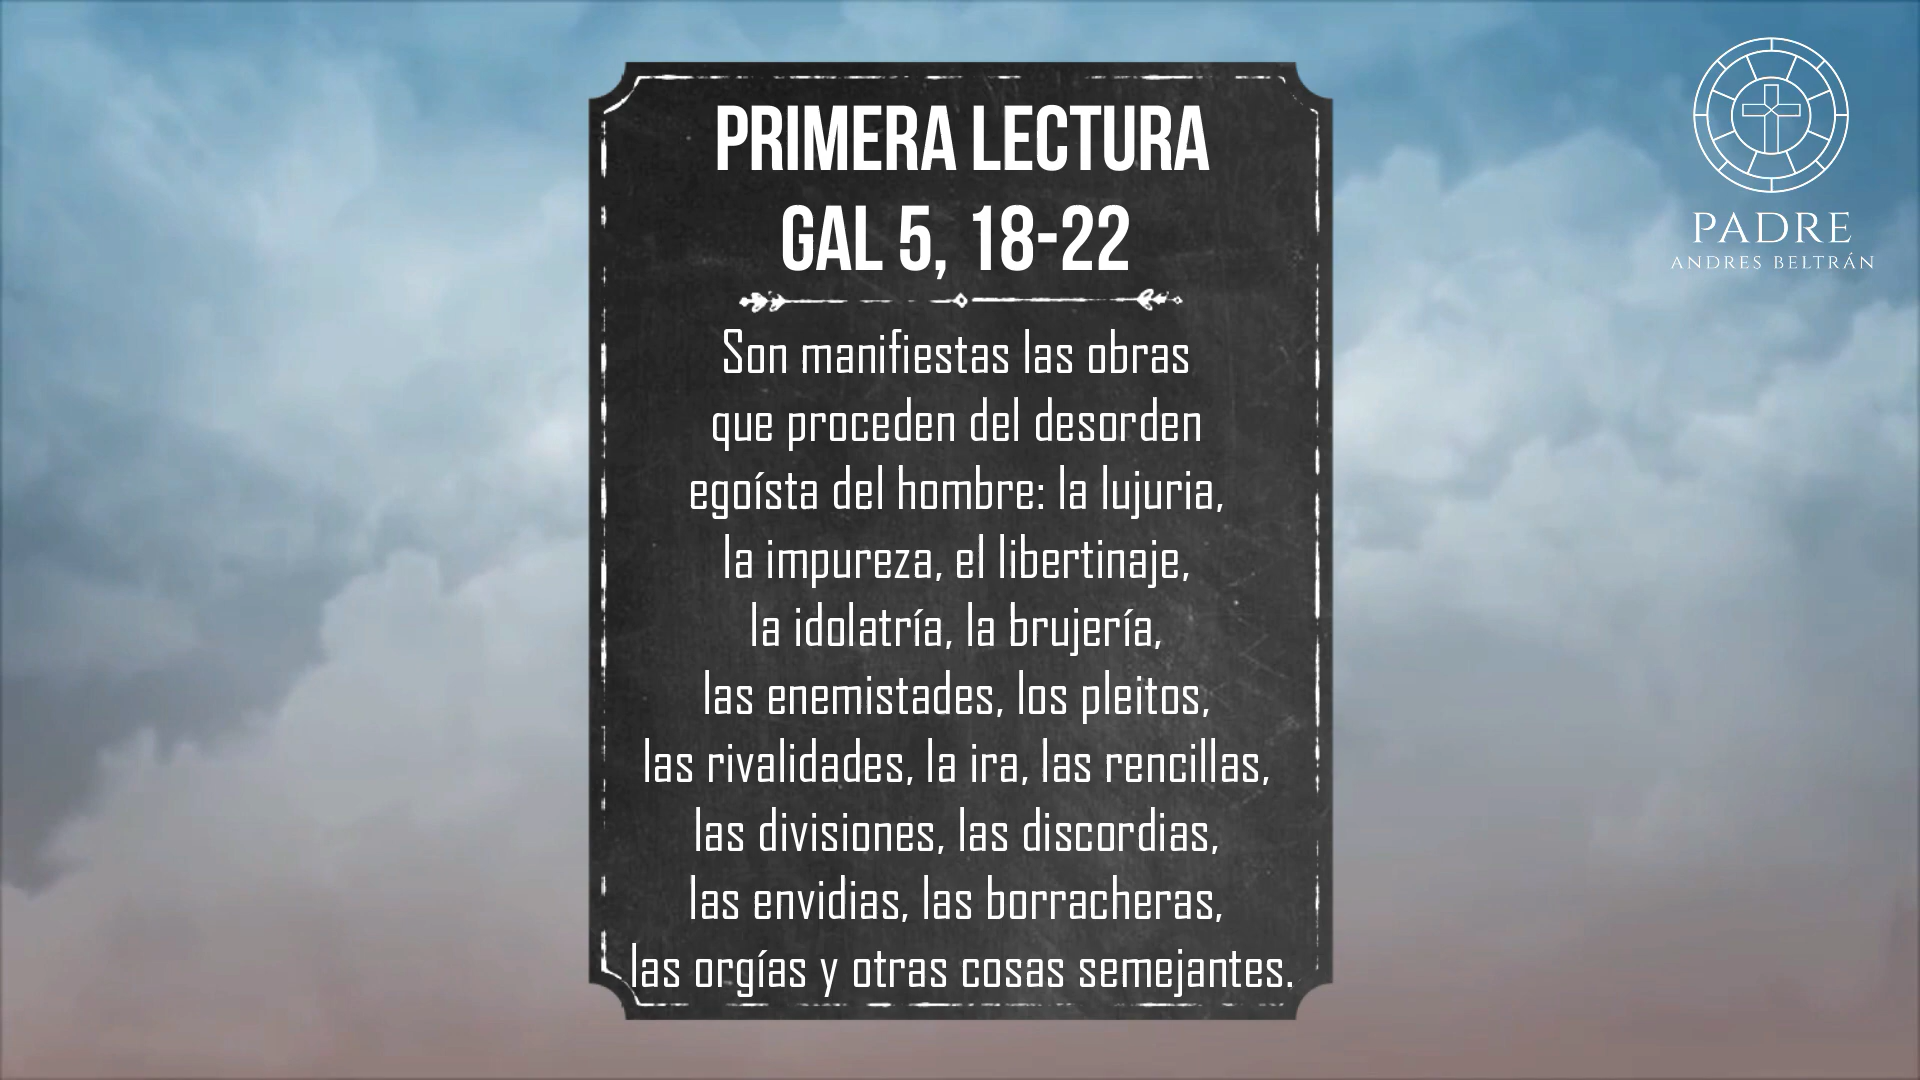 PRIMERA LECTURA
GAL 5, 18-22
Son manifiestas las obras
que proceden del desorden
egoísta del hombre: la lujuria,
la impureza, el libertinaje,
la idolatría, la brujería,
las enemistades, los pleitos,
las rivalidades, la ira, las rencillas,
las divisiones, las discordias,
las envidias, las borracheras,
las orgías y otras cosas semejantes.
PADRE
ANDRES BELTRÁN